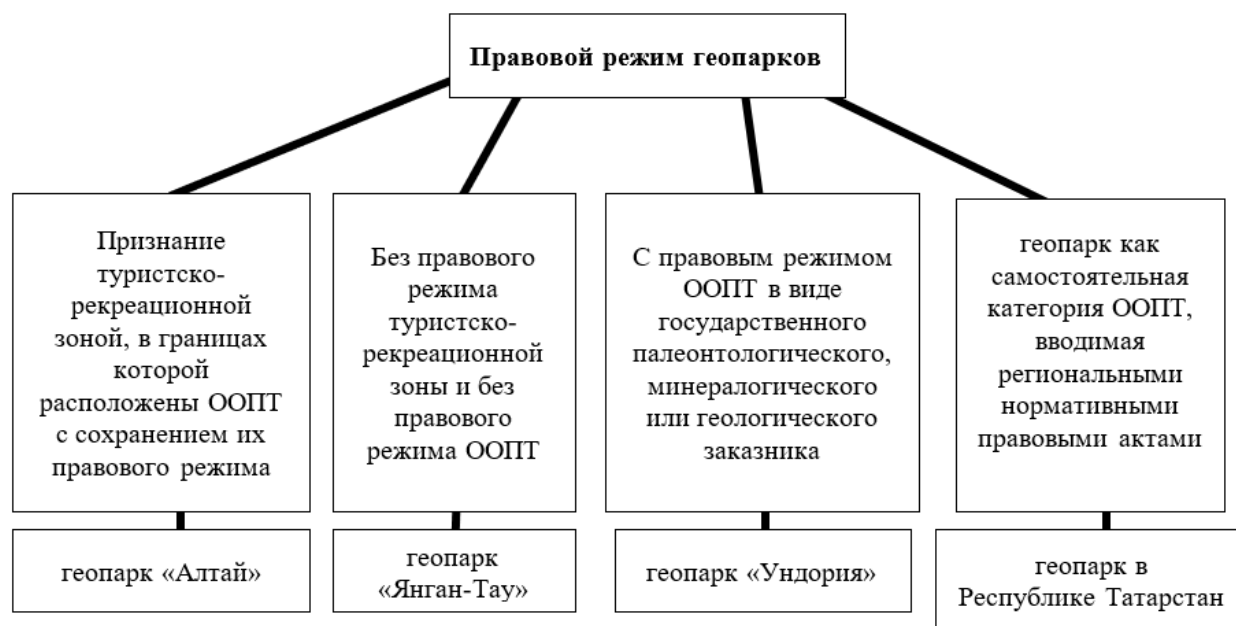 Правовой режим геопарков
Признание
туристско-
рекреационной
зоной, в границах
которой
расположены ООПТ
с сохранением их
правового режима
Без правового
режима
туристско-
рекреационной
зоны и без
правового
режима ООПТ
С правовым режимом
ООПТ в виде
государственного
палеонтологического,
минералогического
или геологического
заказника
геопарк как
самостоятельная
категория ООПТ,
вводимая
региональными
нормативными
правовыми актами
геопарк «Алтай»
геопарк
«Янган-Тау»
геопарк «Ундория»
геопарк в
Республике Татарстан